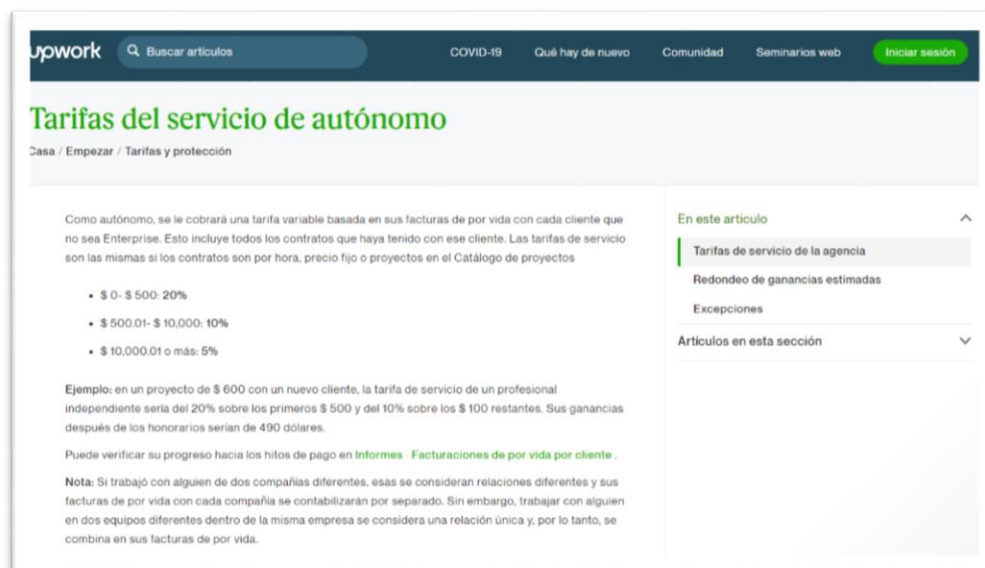 upwork
Buscar artículos
COVID-19
Qué hay de nuevo
Comunidad
Seminarios web
Iniciar sesión
Tarifas del servicio de autónomo
Casa / Empezar / Tarifas y protección
Como autónomo, se le cobrará una tarifa variable basada en sus facturas de por vida con cada cliente que
no sea Enterprise. Esto incluye todos los contratos que haya tenido con ese cliente. Las tarifas de servicio
son las mismas si los contratos son por hora, precio fijo o proyectos en el Catálogo de proyectos
• $ 0- $ 500: 20%
• $ 500.01- $ 10,000: 10%
• $ 10,000.01 o más: 5%
Ejemplo: en un proyecto de $ 600 con un nuevo cliente, la tarifa de servicio de un profesional
independiente sería del 20% sobre los primeros $ 500 y del 10% sobre los $ 100 restantes. Sus ganancias
después de los honorarios serían de 490 dólares.
Puede verificar su progreso hacia los hitos de pago en Informes · Facturaciones de por vida por cliente .
Nota: Si trabajó con alguien de dos compañías diferentes, esas se consideran relaciones diferentes y sus
facturas de por vida con cada compañía se contabilizarán por separado. Sin embargo, trabajar con alguien
en dos equipos diferentes dentro de la misma empresa se considera una relación única y, por lo tanto, se
combina en sus facturas de por vida.
En este artículo
Tarifas de servicio de la agencia
Redondeo de ganancias estimadas
Excepciones
Artículos en esta sección